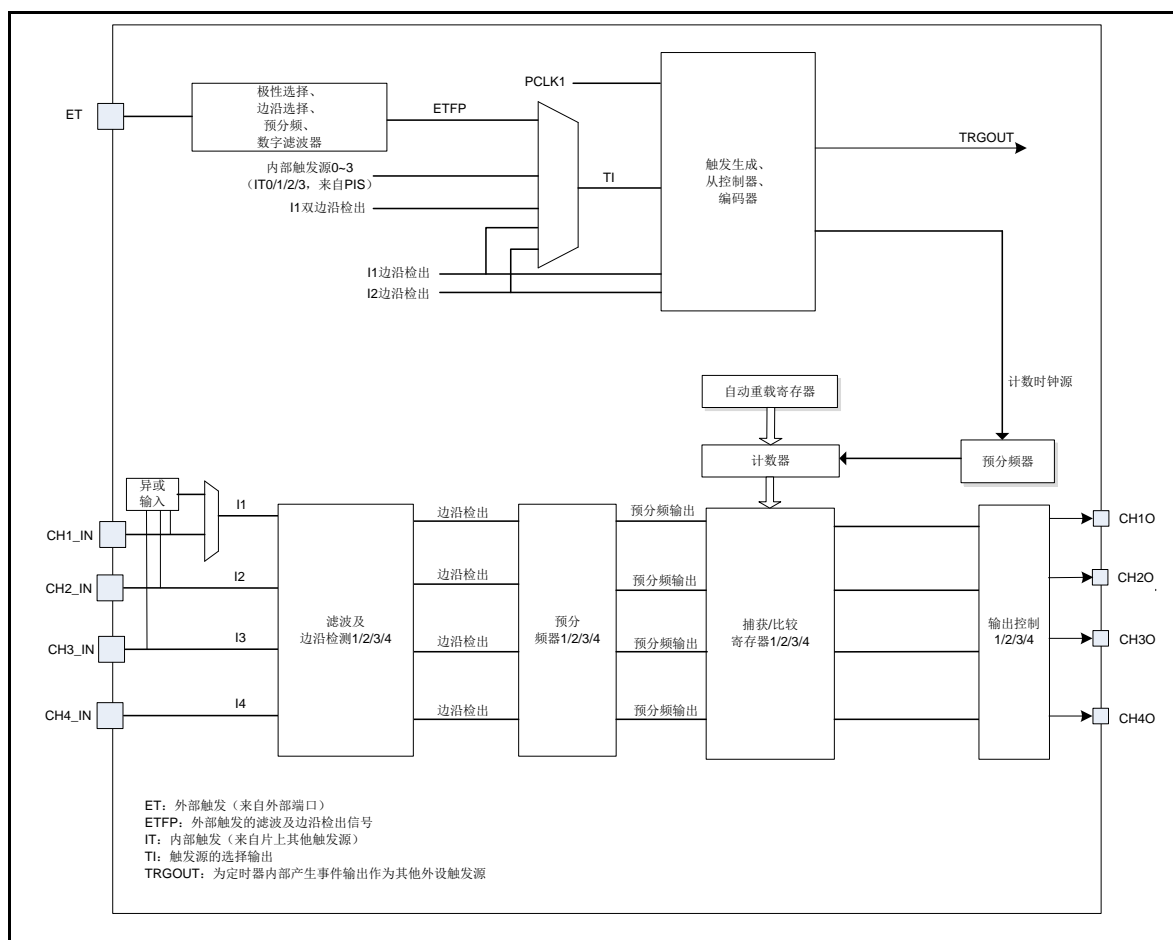 PCLK1
ET
极性选择、
边沿选择、
预分频、
数字滤波器
ETFP
内部触发源0~3
（IT0/1/2/3，来自PIS）
I1双边沿检出
TI
I1边沿检出
I2边沿检出
触发生成、
从控制器、
编码器
TRGOUT
计数时钟源
自动重载寄存器
计数器
预分频器
异或
输入
CH1_IN
CH2_IN
CH3_IN
CH4_IN
I1
I2
I3
I4
滤波及
边沿检测1/2/3/4
边沿检出
边沿检出
边沿检出
边沿检出
预分
频器1/2/3/4
预分频输出
预分频输出
预分频输出
预分频输出
捕获/比较
寄存器1/2/3/4
输出控制
1/2/3/4
CH1O
CH2O
CH3O
CH4O
ET：外部触发（来自外部端口）
ETFP：外部触发的滤波及边沿检出信号
IT：内部触发（来自片上其他触发源）
TI：触发源的选择输出
TRGOUT：为定时器内部产生事件输出作为其他外设触发源